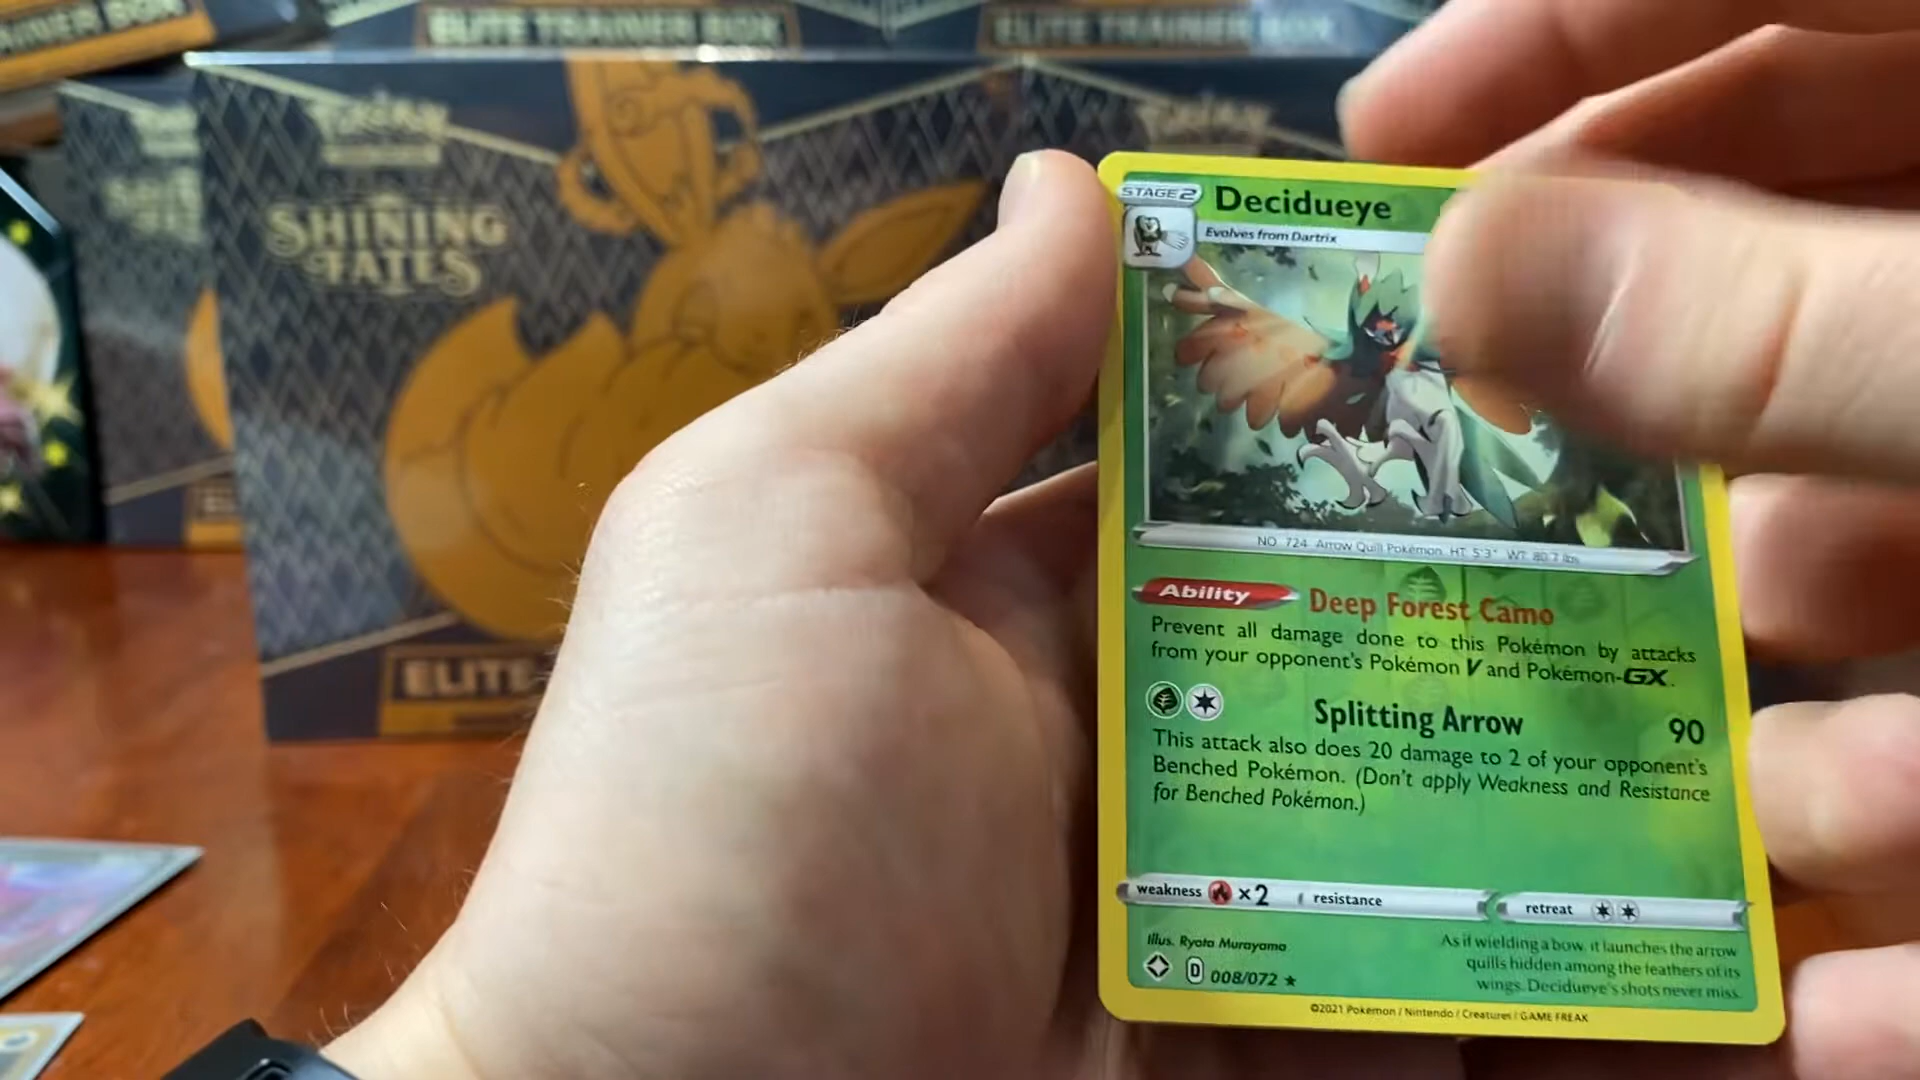 AINER BOX
ELITE TRAINER BOX
ELITE TRAINER BOX
SHINING
FATES
ELITE
STAGE 2
Decidueye
Evolves from Dartrix
NO. 724 Arrow Quill Pokémon HT: 5'3" WT: 80.7 lbs
Ability Deep Forest Camo
Prevent all damage done to this Pokémon by attacks
from your opponent's Pokémon V and Pokémon-GX.
Splitting Arrow 90
This attack also does 20 damage to 2 of your opponent's
Benched Pokémon. (Don't apply Weakness and Resistance
for Benched Pokémon.)
weakness ×2 resistance retreat
Illus. Ryota Murayama
D 008/072 ★
As if wielding a bow, it launches the arrow
quills hidden among the feathers of its
wings. Decidueye's shots never miss.
©2021 Pokémon / Nintendo / Creatures / GAME FREAK